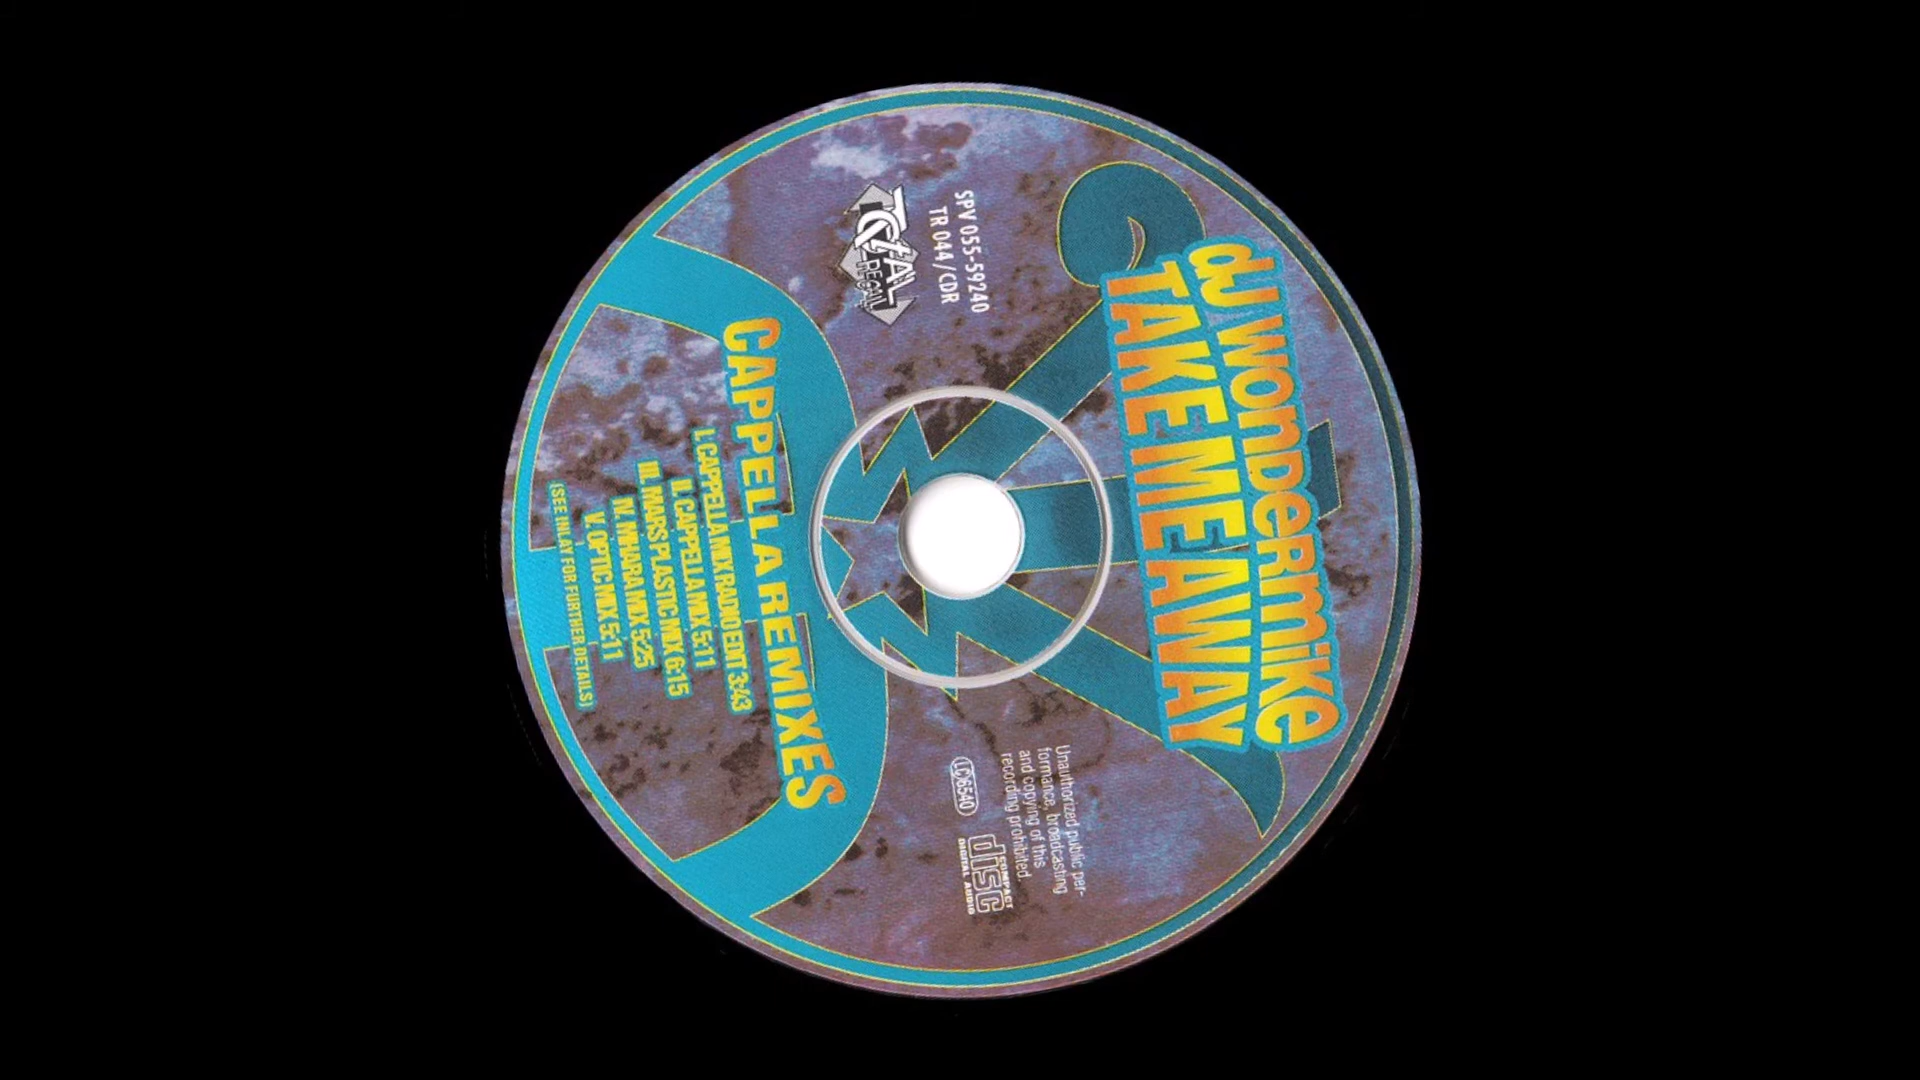 dJ WONDERMIKE
TAKE ME AWAY
SPV 055-59240
TR 044/CDR
TOtAL
RECALL
Unauthorized public per-
formance, broadcasting
and copying of this
recording prohibited.
LC 6540
COMPACT
disc
DIGITAL AUDIO
CAPPELLA REMIXES
I. CAPPELLA MIX RADIO EDIT 3:43
II. CAPPELLA MIX 5:11
III. MARS PLASTIC MIX 6:15
IV. MHARA MIX 5:25
V. OPTIC MIX 5:11
(SEE INLAY FOR FURTHER DETAILS)